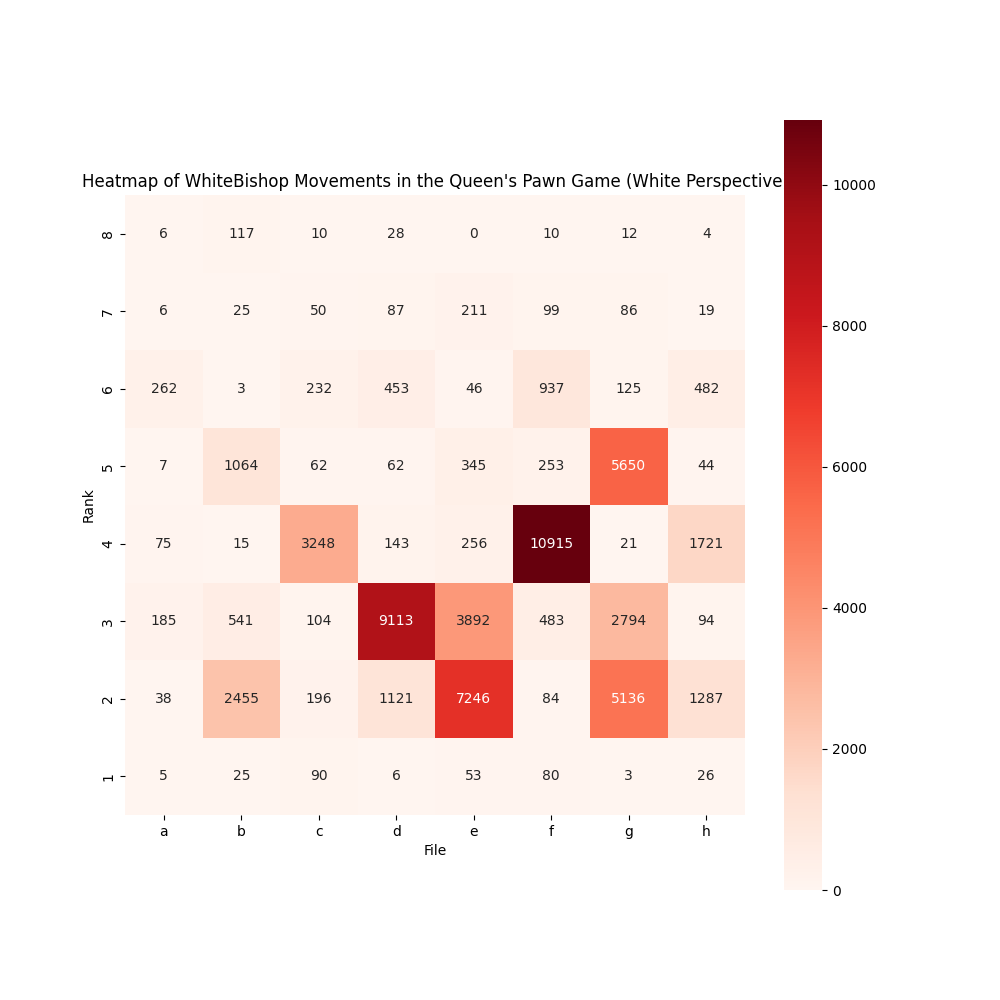 Heatmap of WhiteBishop Movements in the Queen's Pawn Game (White Perspective
10000
8 6 117 10 28 0 10 12 4
7 6 25 50 87 211 99 86 19
8000
6 262 3 232 453 46 937 125 482
6000
5 7 1064 62 62 345 253 5650 44
Rank
4 75 15 3248 143 256 10915 21 1721
4000
3 185 541 104 9113 3892 483 2794 94
2 38 2455 196 1121 7246 84 5136 1287
2000
1 5 25 90 6 53 80 3 26
a b c d e f g h
File
0